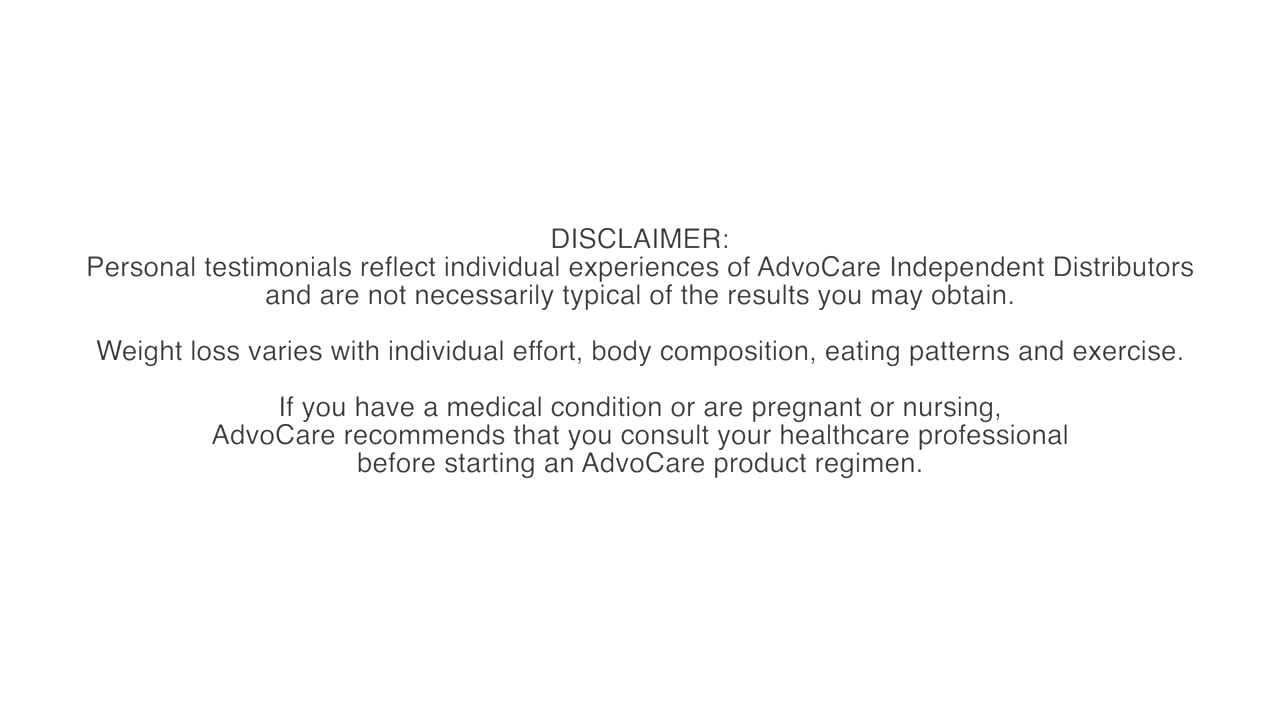 DISCLAIMER:
Personal testimonials reflect individual experiences of AdvoCare Independent Distributors
and are not necessarily typical of the results you may obtain.
Weight loss varies with individual effort, body composition, eating patterns and exercise.
If you have a medical condition or are pregnant or nursing,
AdvoCare recommends that you consult your healthcare professional
before starting an AdvoCare product regimen.